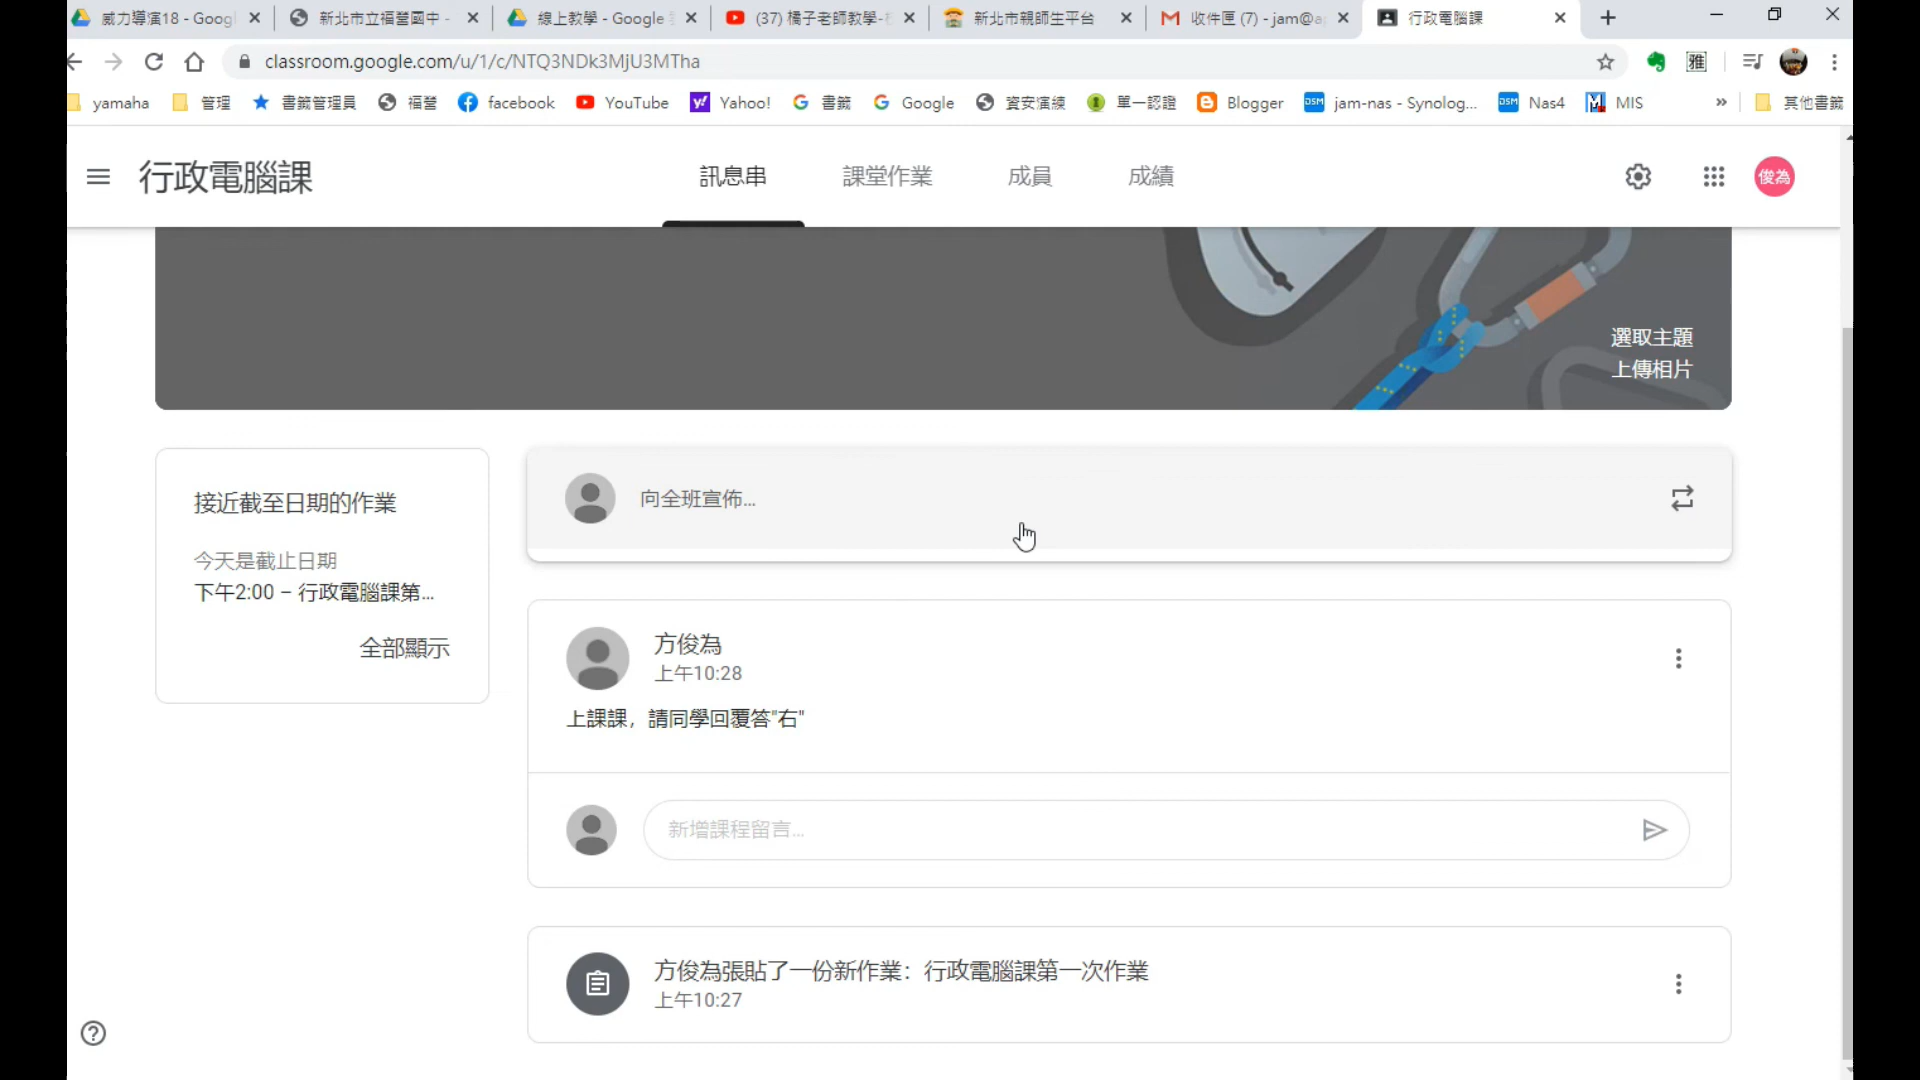 威力導演18 - Goog
新北市立福營國中 -
線上教學 - Google
(37) 橘子老師教學-
新北市親師生平台
收件匣 (7) - jam@a
行政電腦課
classroom.google.com/u/1/c/NTQ3NDk3MjU3MTha
雅
yamaha
管理
書籤管理員
福營
facebook
YouTube
Yahoo!
書籤
Google
資安演練
單一認證
Blogger
jam-nas - Synolog...
Nas4
MIS
»
其他書籤
行政電腦課
訊息串
課堂作業
成員
成績
俊為
選取主題
上傳相片
接近截至日期的作業
今天是截止日期
下午2:00 – 行政電腦課第...
全部顯示
向全班宣佈...
方俊為
上午10:28
上課課，請同學回覆答"右"
新增課程留言...
方俊為張貼了一份新作業：行政電腦課第一次作業
上午10:27